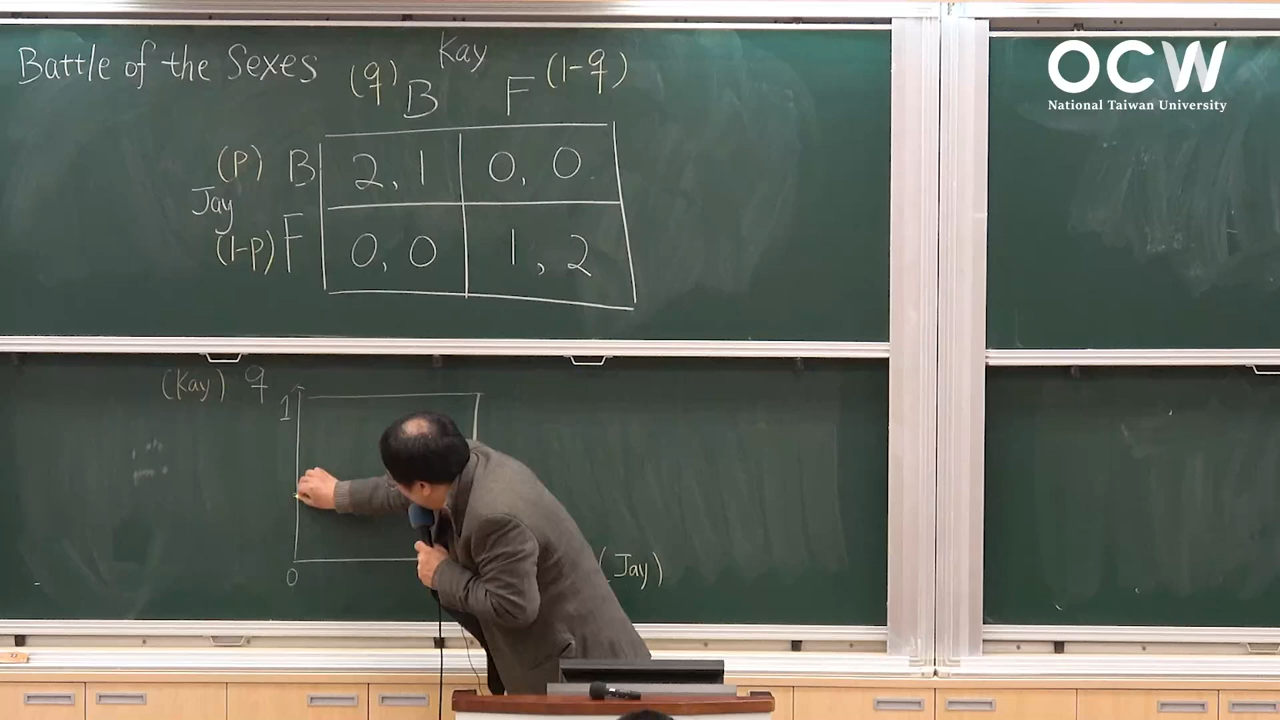 Battle of the Sexes
Kay
(q) B F (1-q)
(P) B 2, 1 0, 0
Jay
(1-P) F 0, 0 1, 2
(Kay) q
1
0
(Jay)
OCW
National Taiwan University